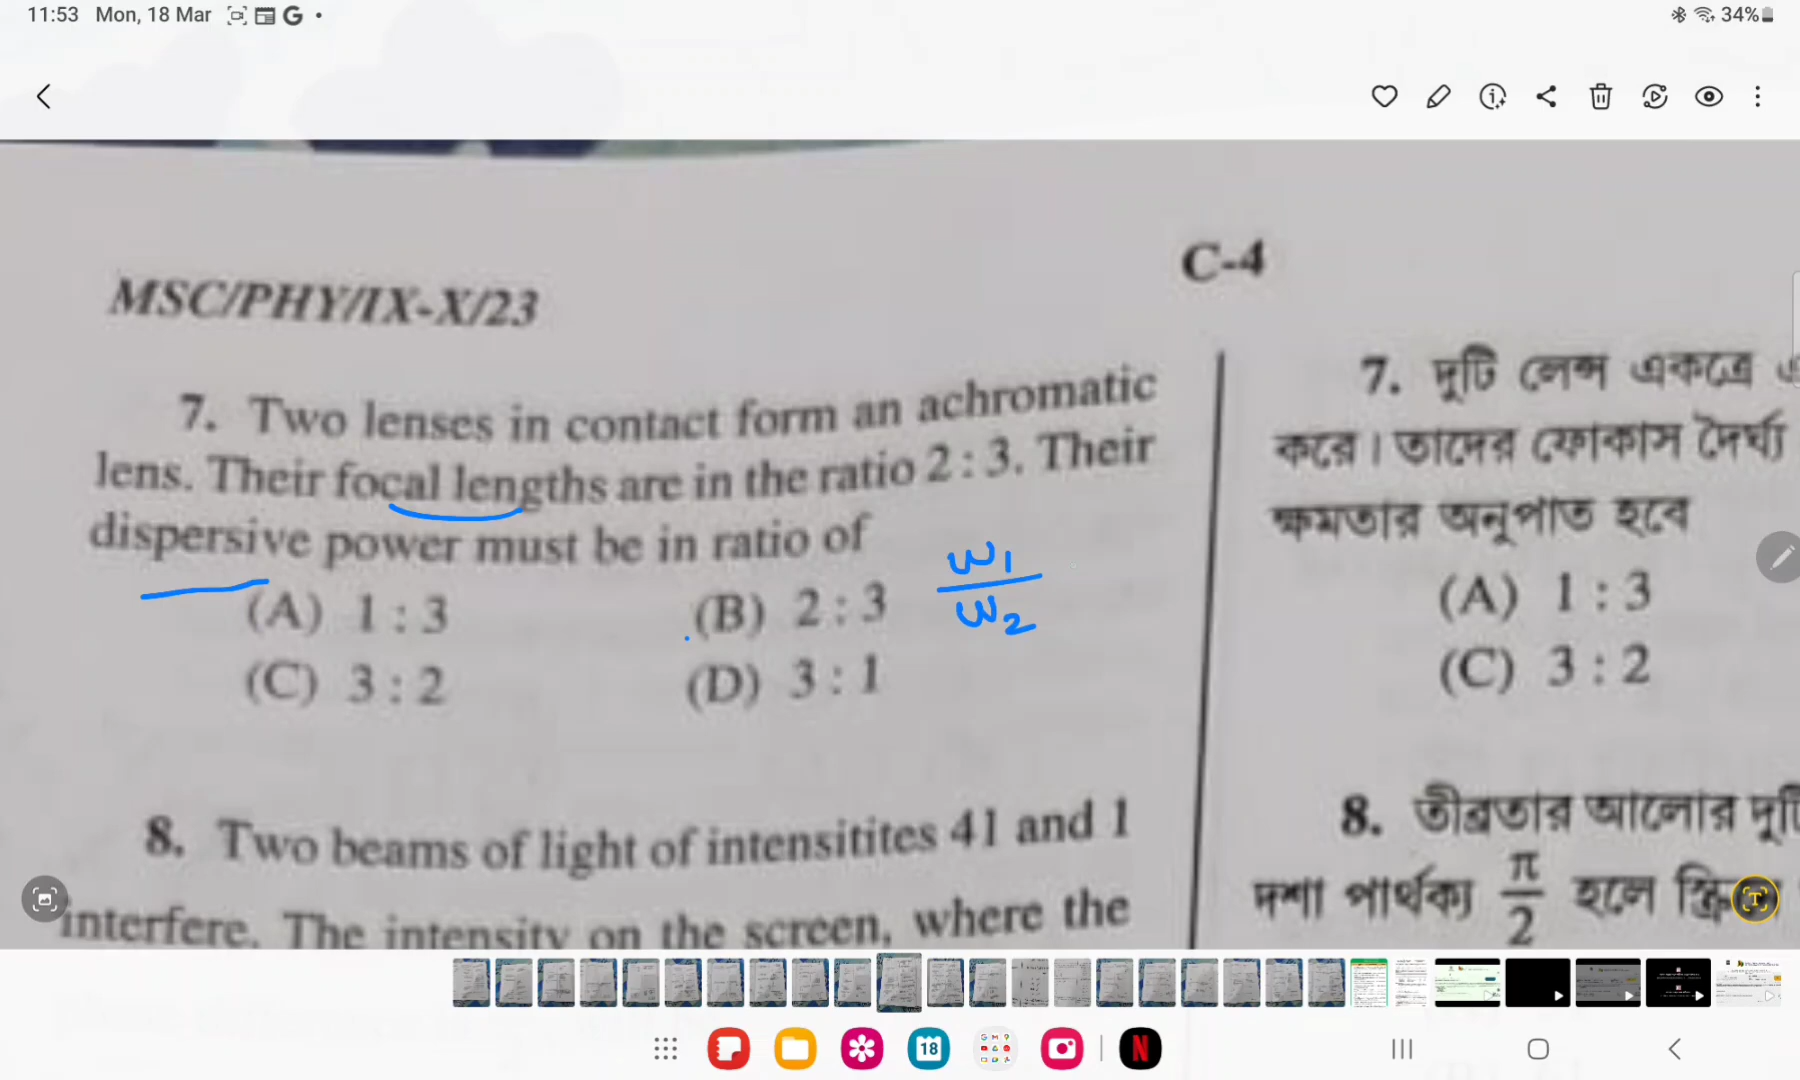 11:53 Mon, 18 Mar
34%
C-4
MSC/PHY/IX-X/23
7. Two lenses in contact form an achromatic
lens. Their focal lengths are in the ratio 2 : 3. Their
dispersive power must be in ratio of
(A) 1 : 3 (B) 2 : 3
(C) 3 : 2 (D) 3 : 1
ω1
ω2
8. Two beams of light of intensitites 41 and 1
interfere. The intensity on the screen, where the
7. দুটি লেন্স একত্রে
করে। তাদের ফোকাস দৈর্ঘ্য
ক্ষমতার অনুপাত হবে
(A) 1 : 3
(C) 3 : 2
8. তীব্রতার আলোর
দশা পার্থক্য π/2 হলে
18